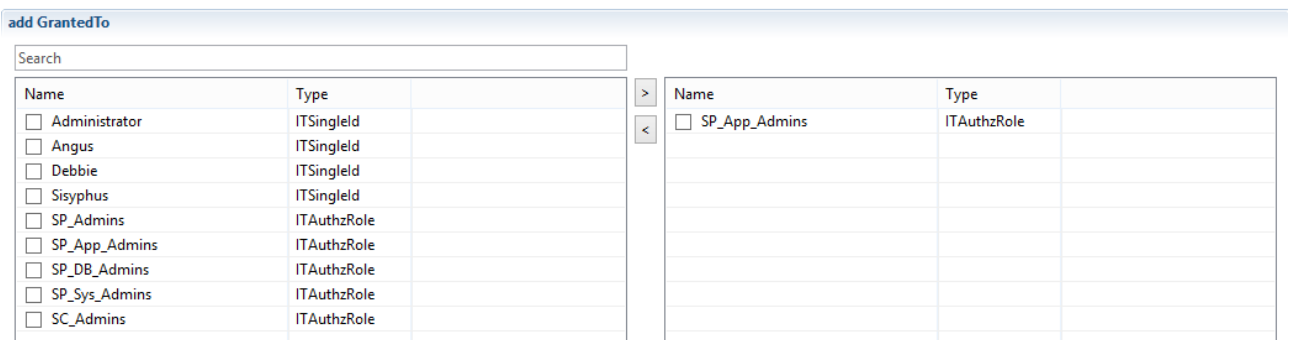 add GrantedTo
Search
Name Type
Administrator ITSingleId
Angus ITSingleId
Debbie ITSingleId
Sisyphus ITSingleId
SP_Admins ITAuthzRole
SP_App_Admins ITAuthzRole
SP_DB_Admins ITAuthzRole
SP_Sys_Admins ITAuthzRole
SC_Admins ITAuthzRole
>
<
Name Type
SP_App_Admins ITAuthzRole